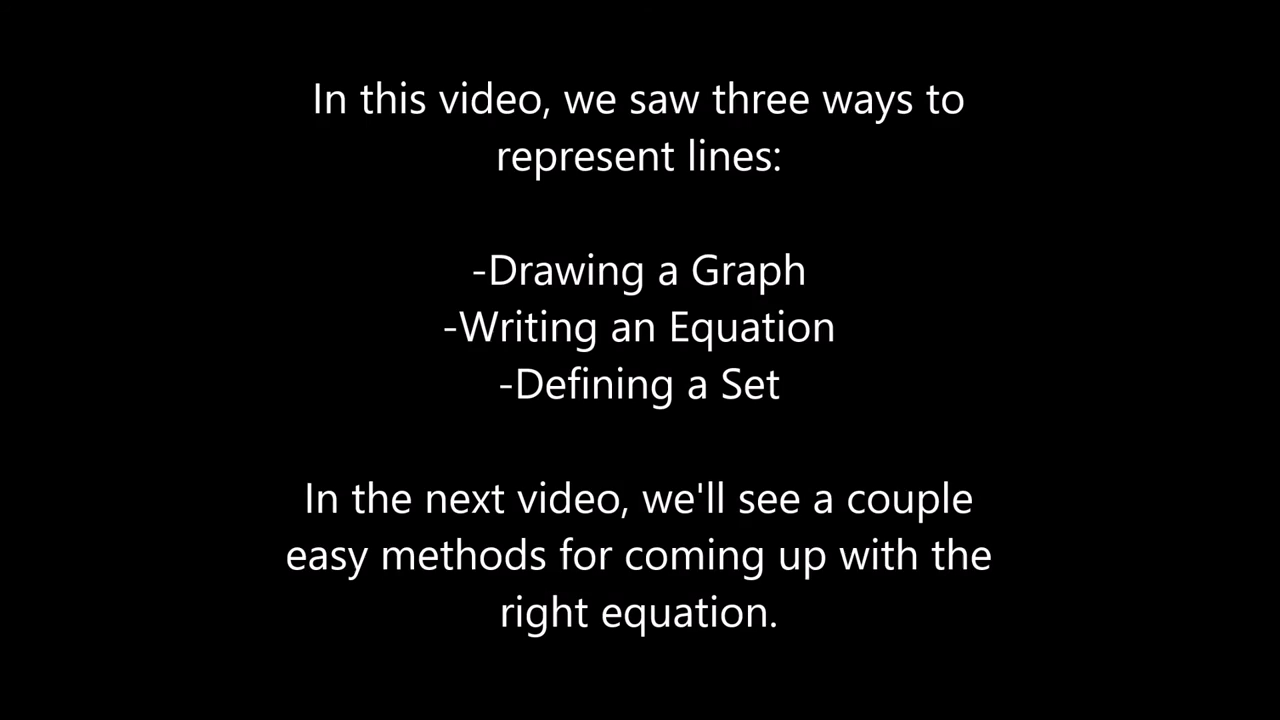 In this video, we saw three ways to
represent lines:
-Drawing a Graph
-Writing an Equation
-Defining a Set
In the next video, we'll see a couple
easy methods for coming up with the
right equation.